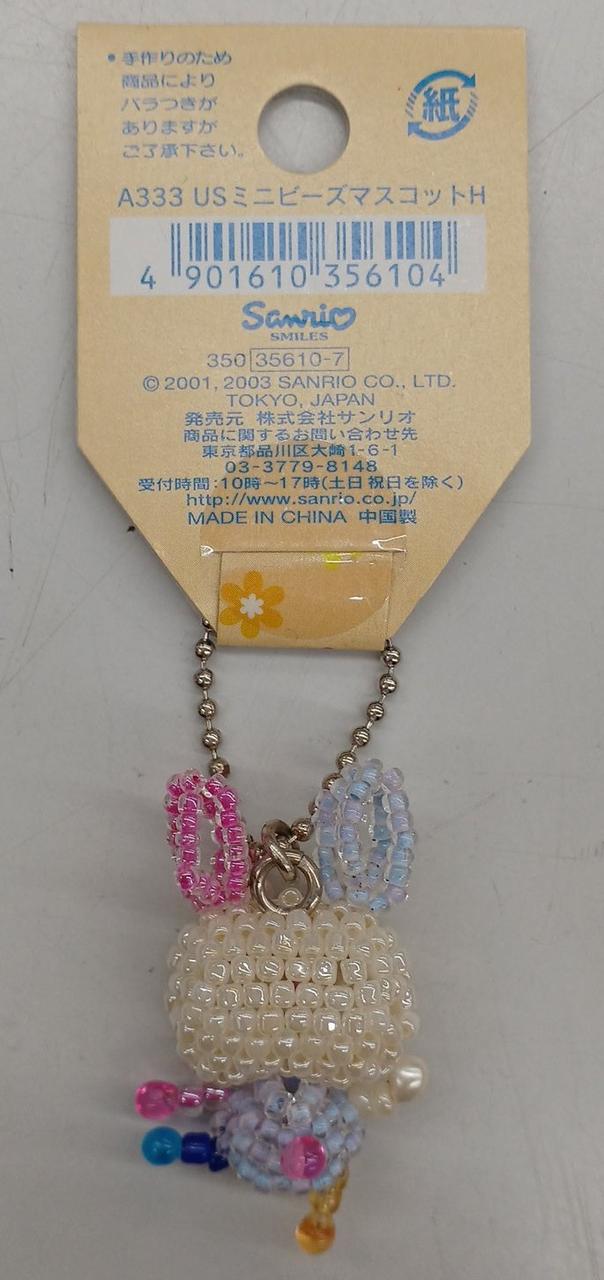 • 手作りのため
商品により
バラつきが
ありますが
ご了承下さい。
紙
A333 USミニビーズマスコットH
4 901610 356104
Sanrio
SMILES
350 35610-7
© 2001, 2003 SANRIO CO., LTD.
TOKYO, JAPAN
発売元 株式会社サンリオ
商品に関するお問い合わせ先
東京都品川区大崎1-6-1
03-3779-8148
受付時間:10時〜17時(土日祝日を除く)
http://www.sanrio.co.jp/
MADE IN CHINA 中国製